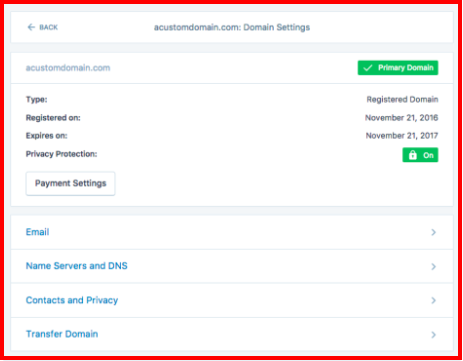 BACK acustomdomain.com: Domain Settings
acustomdomain.com Primary Domain
Type: Registered Domain
Registered on: November 21, 2016
Expires on: November 21, 2017
Privacy Protection: On
Payment Settings
Email
Name Servers and DNS
Contacts and Privacy
Transfer Domain